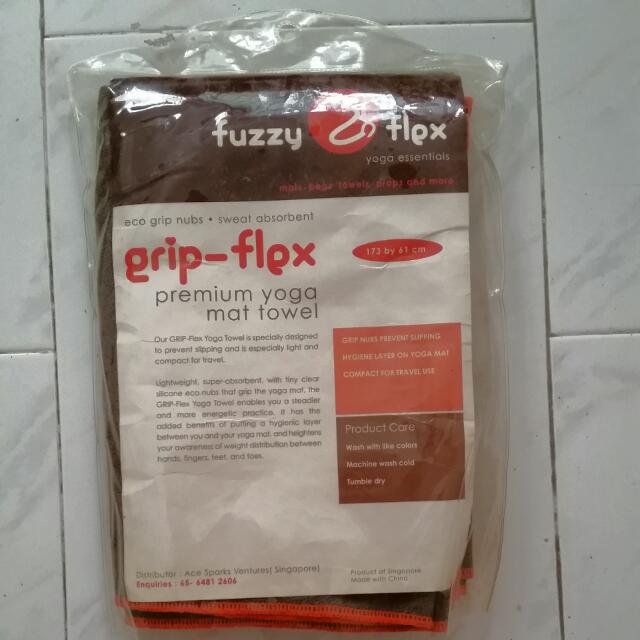 fuzzy flex
yoga essentials
mats · bags · towels, props and more
eco grip nubs • sweat absorbent
grip-flex
173 by 61 cm
premium yoga
mat towel
Our GRIP-Flex Yoga Towel is specially designed
to prevent slipping and is especially light and
compact for travel.
Lightweight, super-absorbent, with tiny clear
silicone eco nubs that grip the yoga mat, the
GRIP-Flex Yoga Towel enables you a steadier
and more energetic practice. It has the
added benefits of putting a hygienic layer
between you and your yoga mat, and heightens
your awareness of weight distribution between
hands, fingers, feet, and toes.
GRIP NUBS PREVENT SLIPPING
HYGIENE LAYER ON YOGA MAT
COMPACT FOR TRAVEL USE
Product Care
Wash with like colors
Machine wash cold
Tumble dry
Distributor : Ace Sparks Ventures( Singapore)
Enquiries : 65- 6481 2606
Product of Singapore
Made with China